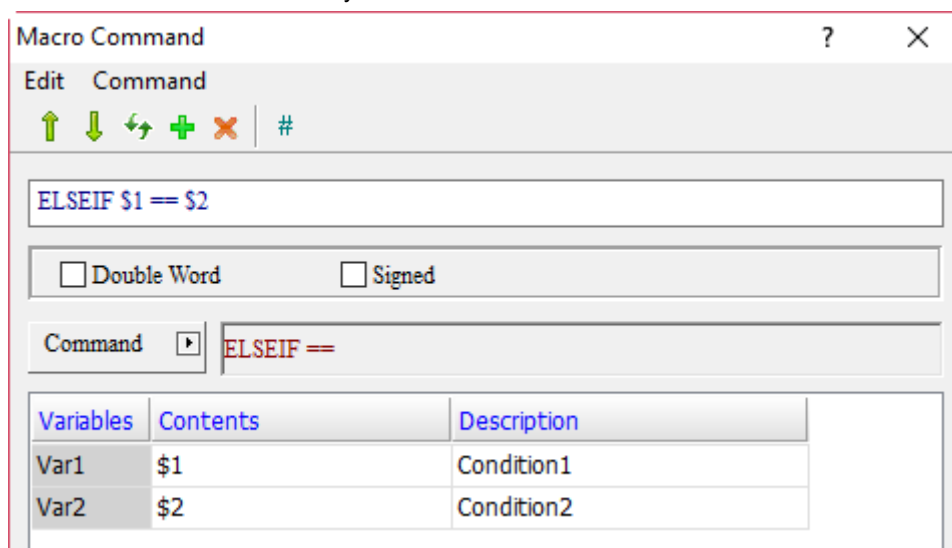 Macro Command ? ×
Edit Command
#
ELSEIF $1 == $2
Double Word Signed
Command ELSEIF ==
Variables Contents Description
Var1 $1 Condition1
Var2 $2 Condition2